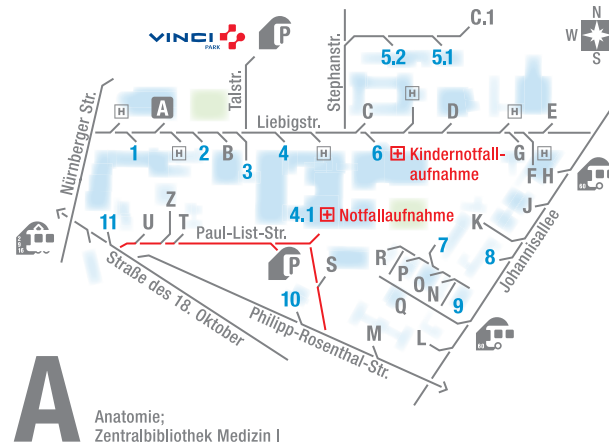 C.1
N
W
S
VINCI
PARK
P
5.2
5.1
Nürnberger Str.
Talstr.
Stephanstr.
H
A
Liebigstr.
C
H
D
H
E
1
H
2
B
3
4
H
6
Kindernotfall-
aufnahme
G
H
F
H
80
J
Z
U
T
11
4.1
Notfallaufnahme
K
Paul-List-Str.
Johannisallee
P
S
R
P
O
N
7
8
Q
9
10
Straße des 18. Oktober
Philipp-Rosenthal-Str.
M
L
60
A
Anatomie;
Zentralbibliothek Medizin I